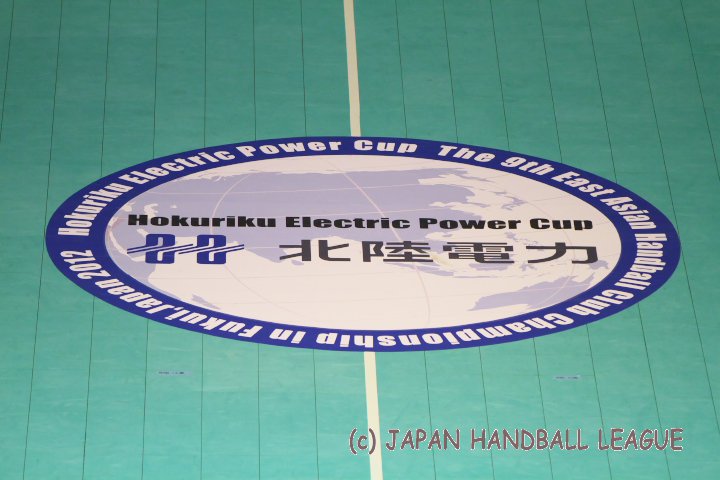 Hokuriku Electric Power Cup The 9th East Asian Handball Club Championship in Fukui, Japan 2012
Hokuriku Electric Power Cup
北陸電力
(c) JAPAN HANDBALL LEAGUE